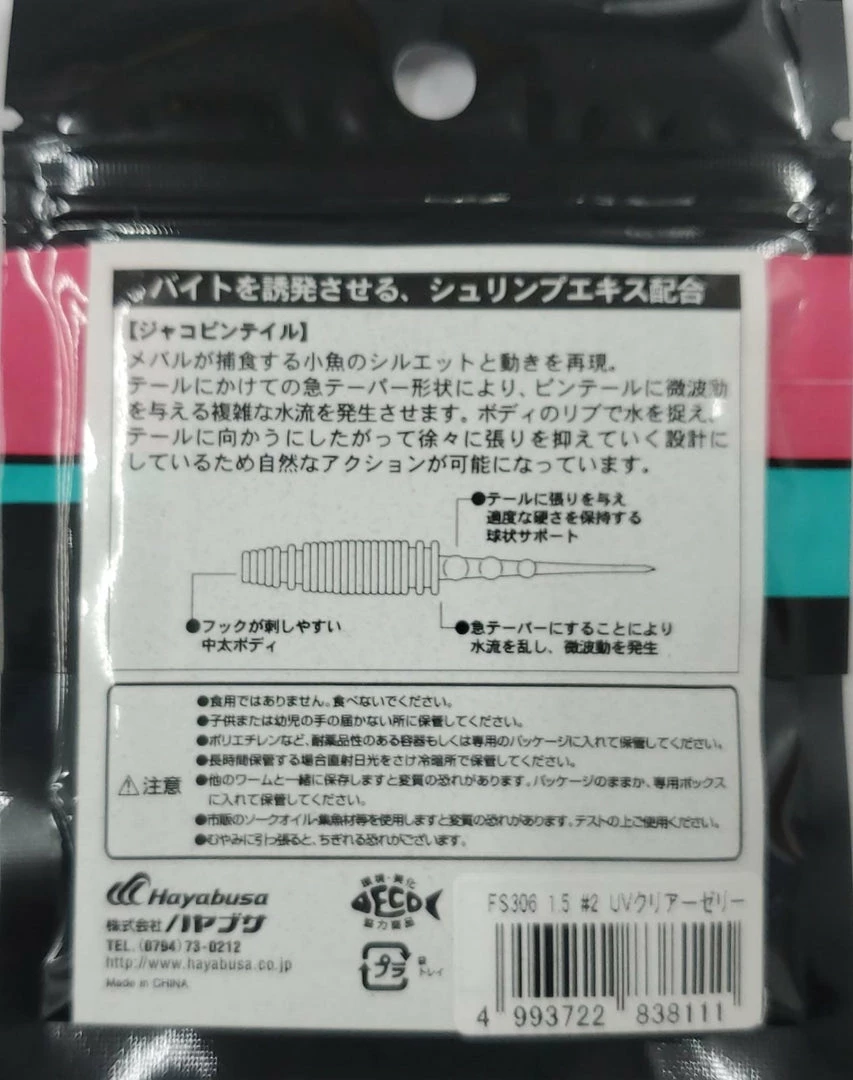 バイトを誘発させる、シュリンプエキス配合
【ジャコピンテイル】
メバルが捕食する小魚のシルエットと動きを再現。
テールにかけての急テーパー形状により、ピンテールに微波動
を与える複雑な水流を発生させます。ボディのリブで水を捉え、
テールに向かうにしたがって徐々に張りを抑えていく設計に
しているため自然なアクションが可能になっています。
●テールに張りを与え
適度な硬さを保持する
球状サポート
●フックが刺しやすい
中太ボディ
●急テーパーにすることにより
水流を乱し、微波動を発生
⚠注意
●食用ではありません。食べないでください。
●子供または幼児の手の届かない所に保管してください。
●ポリエチレンなど、耐薬品性のある容器もしくは専用のパッケージに入れて保管してください。
●長時間保管する場合直射日光をさけ冷暗所で保管してください。
●他のワームと一緒に保存しますと変質の恐れがあります。パッケージのままか、専用ボックス
に入れて保管してください。
●市販のソークオイル・集魚材等を使用しますと変質の恐れがあります。テストの上ご使用ください。
●むやみに引っ張ると、ちぎれる恐れがございます。
Hayabusa
株式会社ハヤブサ
TEL.(0794)73-0212
http://www.hayabusa.co.jp
Made in CHINA
環境・美化
ECO
協力商品
プラ
袋
トレイ
FS306 1.5 #2 UVクリアーゼリー
4 993722 838111